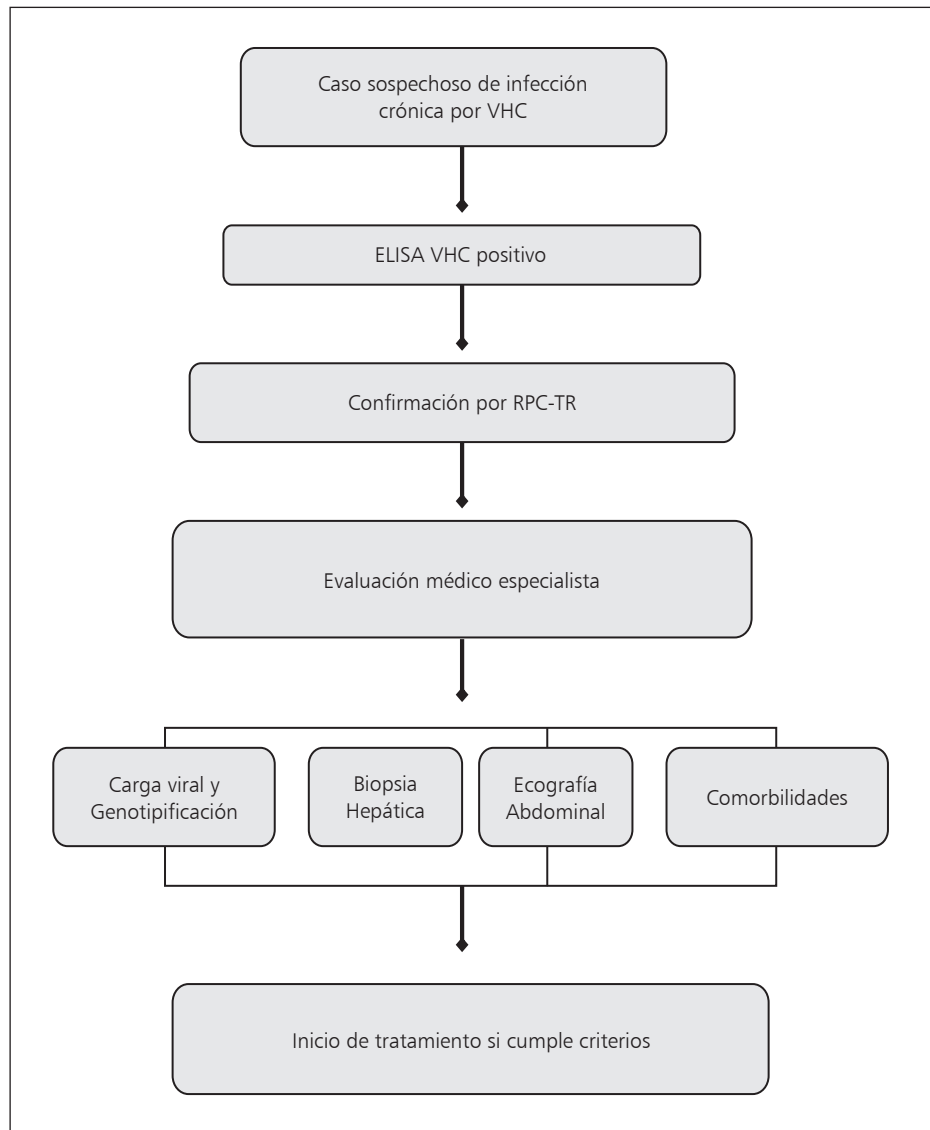 Caso sospechoso de infección
crónica por VHC
ELISA VHC positivo
Confirmación por RPC-TR
Evaluación médico especialista
Carga viral y
Genotipificación
Biopsia
Hepática
Ecografía
Abdominal
Comorbilidades
Inicio de tratamiento si cumple criterios